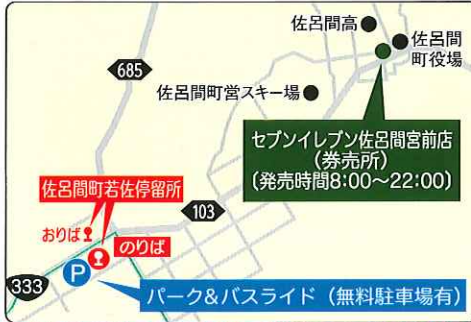 佐呂間高
佐呂間
町役場
685
佐呂間町営スキー場
セブンイレブン佐呂間宮前店
(券売所)
(発売時間8:00〜22:00)
佐呂間町若佐停留所
103
おりば
のりば
333
P
パーク&バスライド(無料駐車場有)